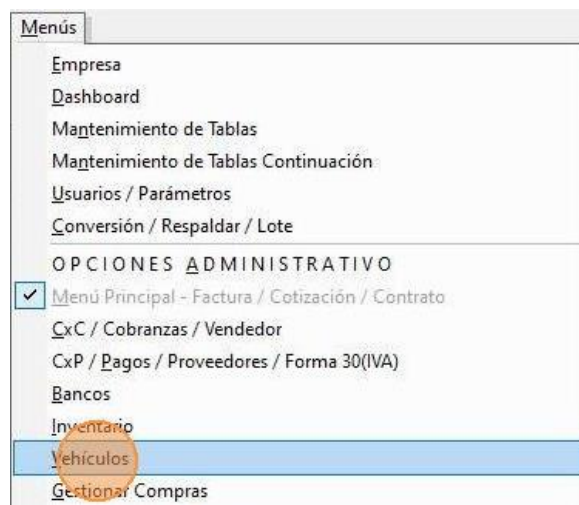 Menús
Empresa
Dashboard
Mantenimiento de Tablas
Mantenimiento de Tablas Continuación
Usuarios / Parámetros
Conversión / Respaldar / Lote
OPCIONES ADMINISTRATIVO
Menú Principal - Factura / Cotización / Contrato
CxC / Cobranzas / Vendedor
CxP / Pagos / Proveedores / Forma 30(IVA)
Bancos
Inventario
Vehículos
Gestionar Compras